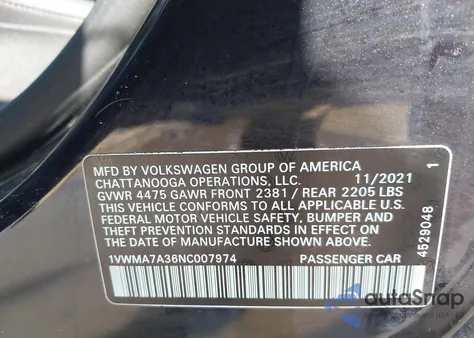 MFD BY VOLKSWAGEN GROUP OF AMERICA
CHATTANOOGA OPERATIONS, LLC. 11/2021 1
GVWR 4475 GAWR FRONT 2381 / REAR 2205 LBS
THIS VEHICLE CONFORMS TO ALL APPLICABLE
FEDERAL MOTOR VEHICLE SAFETY, BUMPER AND
THEFT PREVENTION STANDARDS IN EFFECT ON THE
DATE OF MANUFACTURE SHOWN ABOVE.
1VWMA7A36NC007974 PASSENGER CAR
4529048
autoSnap